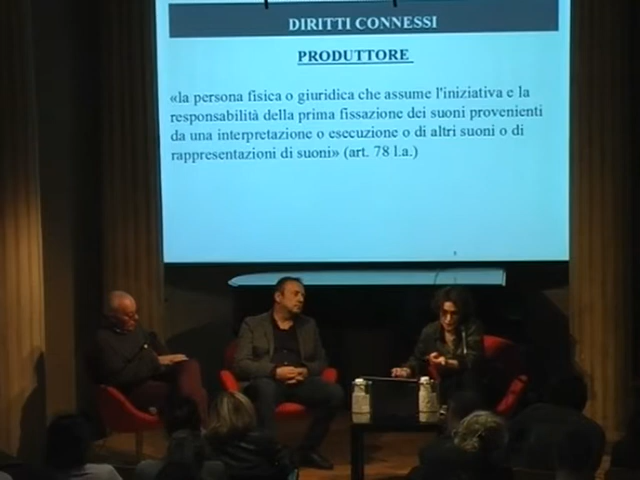 DIRITTI CONNESSI
PRODUTTORE
«la persona fisica o giuridica che assume l'iniziativa e la
responsabilità della prima fissazione dei suoni provenienti
da una interpretazione o esecuzione o di altri suoni o di
rappresentazioni di suoni» (art. 78 l.a.)